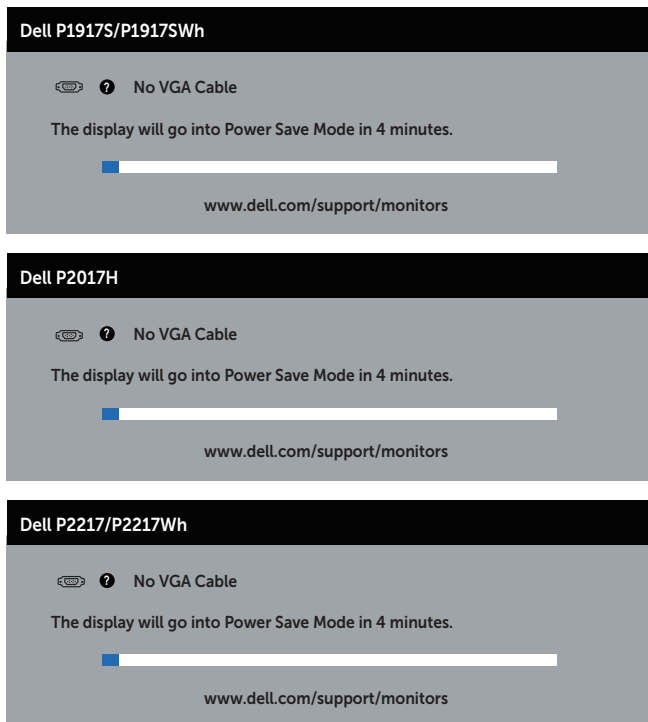 Dell P1917S/P1917SWh
? No VGA Cable
The display will go into Power Save Mode in 4 minutes.
www.dell.com/support/monitors
Dell P2017H
? No VGA Cable
The display will go into Power Save Mode in 4 minutes.
www.dell.com/support/monitors
Dell P2217/P2217Wh
? No VGA Cable
The display will go into Power Save Mode in 4 minutes.
www.dell.com/support/monitors